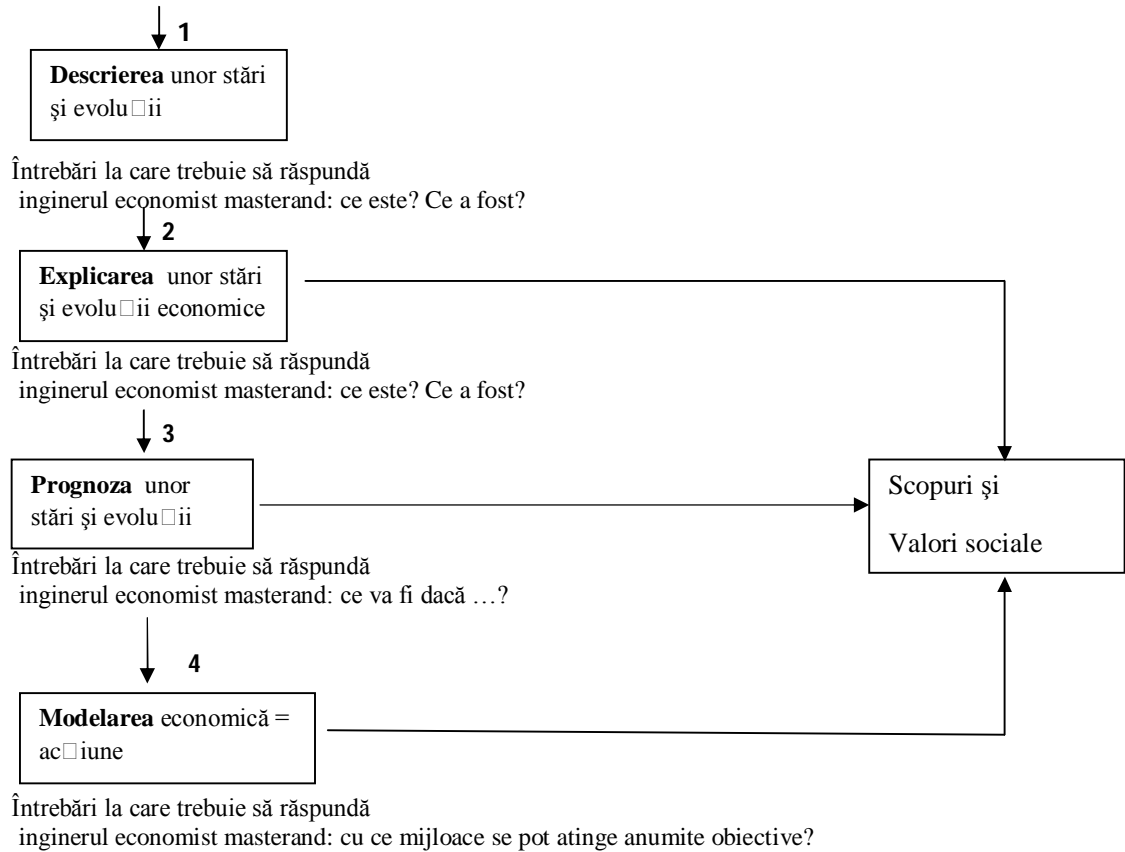 1
Descrierea unor stări
şi evolu□ii
Întrebări la care trebuie să răspundă
inginerul economist masterand: ce este? Ce a fost?
2
Explicarea unor stări
şi evolu□ii economice
Întrebări la care trebuie să răspundă
inginerul economist masterand: ce este? Ce a fost?
3
Prognoza unor
stări şi evolu□ii
Scopuri şi
Valori sociale
Întrebări la care trebuie să răspundă
inginerul economist masterand: ce va fi dacă …?
4
Modelarea economică =
ac□iune
Întrebări la care trebuie să răspundă
inginerul economist masterand: cu ce mijloace se pot atinge anumite obiective?